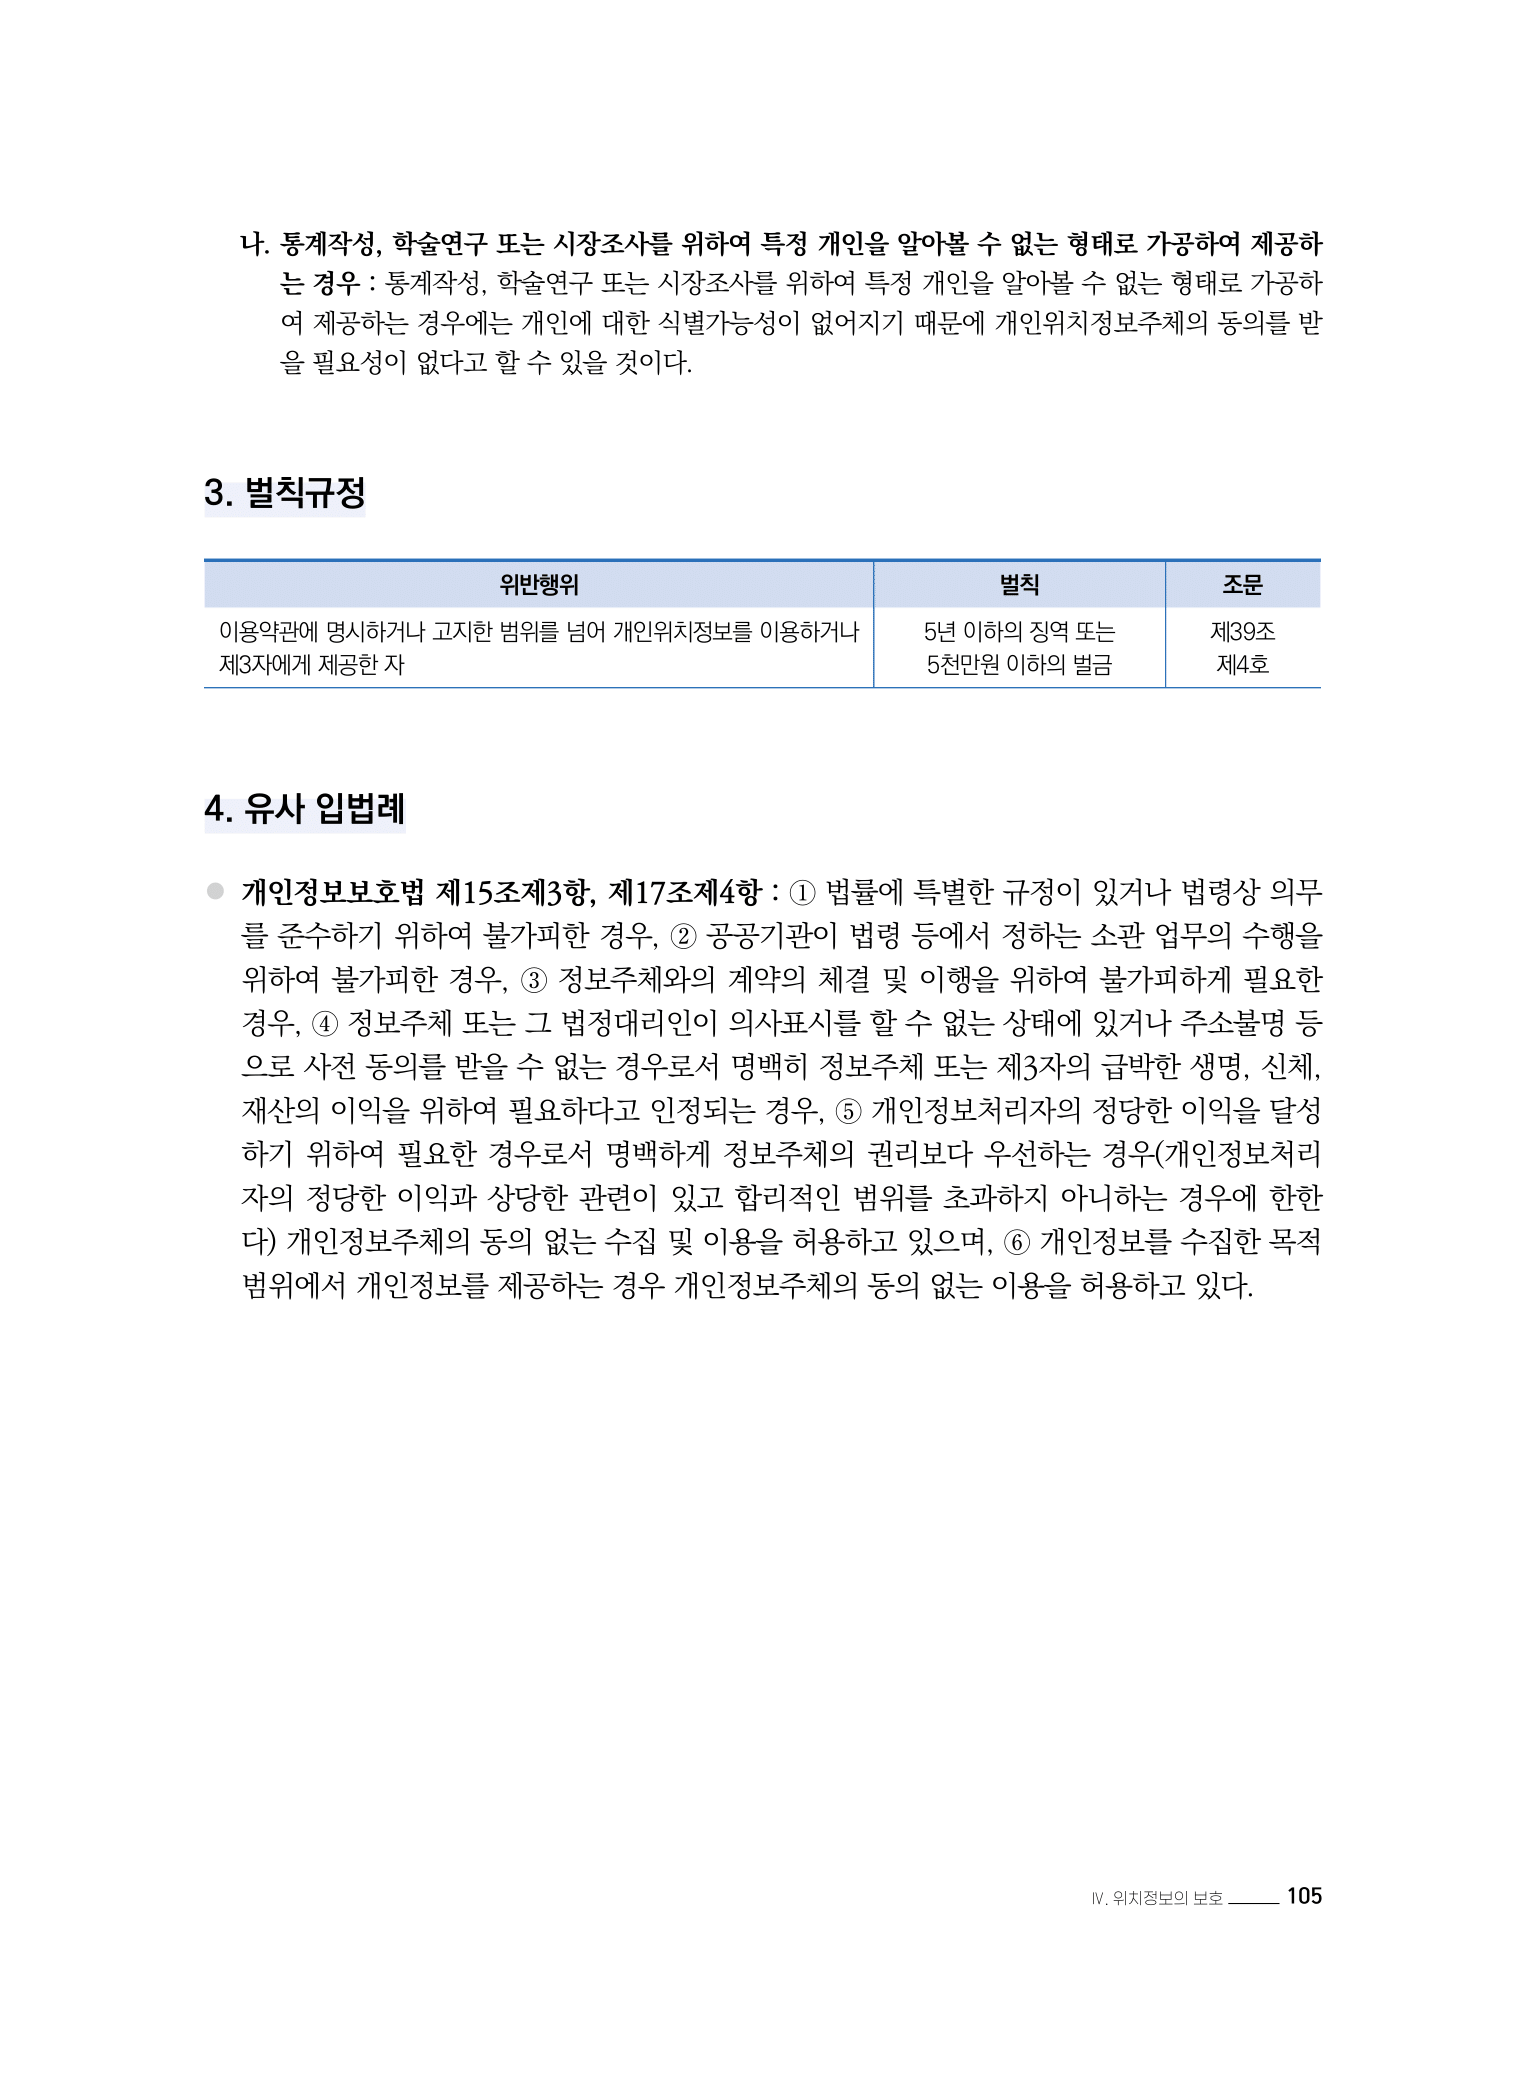 나. 통계작성, 학술연구 또는 시장조사를 위하여 특정 개인을 알아볼 수 없는 형태로 가공하여 제공하
는 경우 : 통계작성, 학술연구 또는 시장조사를 위하여 특정 개인을 알아볼 수 없는 형태로 가공하
여 제공하는 경우에는 개인에 대한 식별가능성이 없어지기 때문에 개인위치정보주체의 동의를 받
을 필요성이 없다고 할 수 있을 것이다.
3. 벌칙규정
위반행위 벌칙 조문
이용약관에 명시하거나 고지한 범위를 넘어 개인위치정보를 이용하거나 5년 이하의 징역 또는 제39조
제3자에게 제공한 자 5천만원 이하의 벌금 제4호
4. 유사 입법례
● 개인정보보호법 제15조제3항, 제17조제4항 : ① 법률에 특별한 규정이 있거나 법령상 의무
를 준수하기 위하여 불가피한 경우, ② 공공기관이 법령 등에서 정하는 소관 업무의 수행을
위하여 불가피한 경우, ③ 정보주체와의 계약의 체결 및 이행을 위하여 불가피하게 필요한
경우, ④ 정보주체 또는 그 법정대리인이 의사표시를 할 수 없는 상태에 있거나 주소불명 등
으로 사전 동의를 받을 수 없는 경우로서 명백히 정보주체 또는 제3자의 급박한 생명, 신체,
재산의 이익을 위하여 필요하다고 인정되는 경우, ⑤ 개인정보처리자의 정당한 이익을 달성
하기 위하여 필요한 경우로서 명백하게 정보주체의 권리보다 우선하는 경우(개인정보처리
자의 정당한 이익과 상당한 관련이 있고 합리적인 범위를 초과하지 아니하는 경우에 한한
다) 개인정보주체의 동의 없는 수집 및 이용을 허용하고 있으며, ⑥ 개인정보를 수집한 목적
범위에서 개인정보를 제공하는 경우 개인정보주체의 동의 없는 이용을 허용하고 있다.
Ⅳ. 위치정보의 보호 105